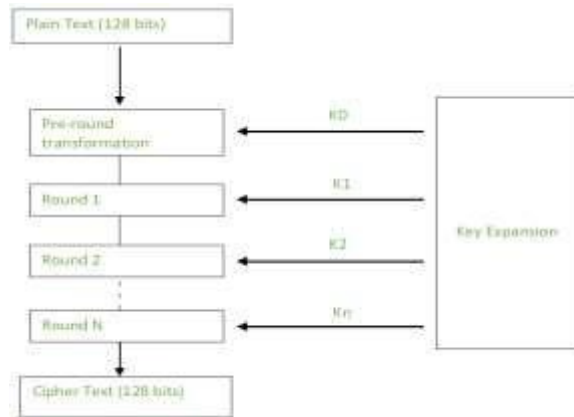 Plain Text (128 bits)
Pre-round
transformation
K0
Round 1
K1
Key Expansion
Round 2
K2
Round N
Kn
Cipher Text (128 bits)